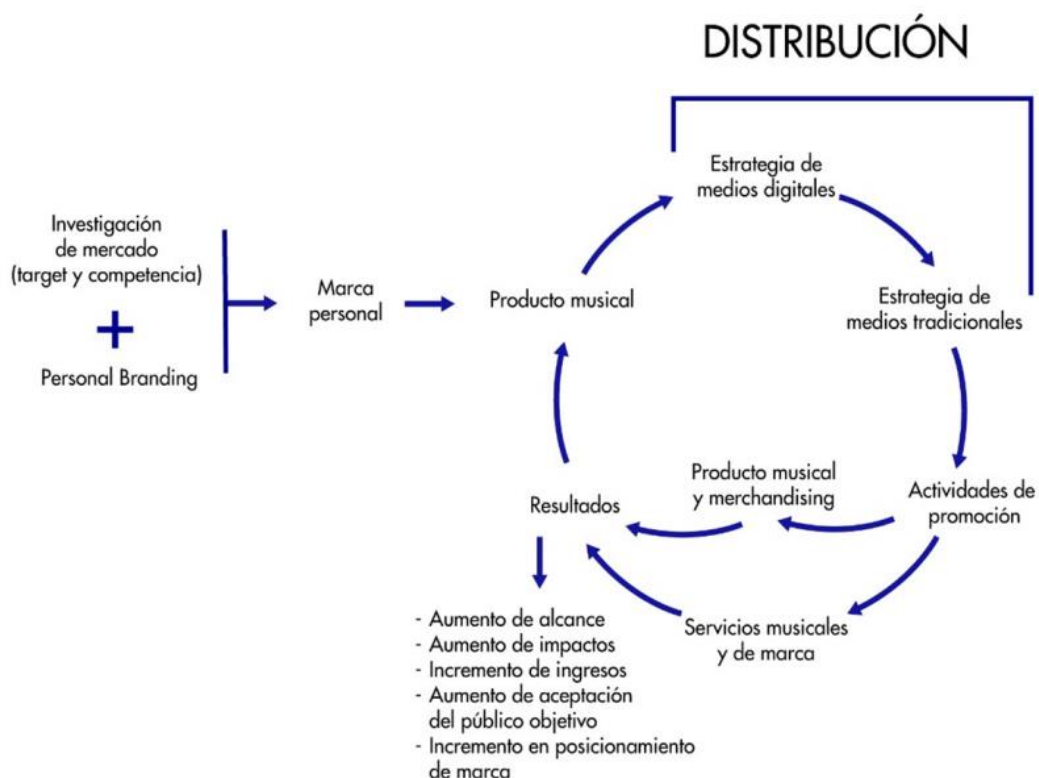 DISTRIBUCIÓN
Estrategia de
medios digitales
Investigación
de mercado
(target y competencia)
+
Personal Branding
Marca
personal
Producto musical
Estrategia de
medios tradicionales
Producto musical
y merchandising
Actividades de
promoción
Resultados
Servicios musicales
y de marca
- Aumento de alcance
- Aumento de impactos
- Incremento de ingresos
- Aumento de aceptación
del público objetivo
- Incremento en posicionamiento
de marca